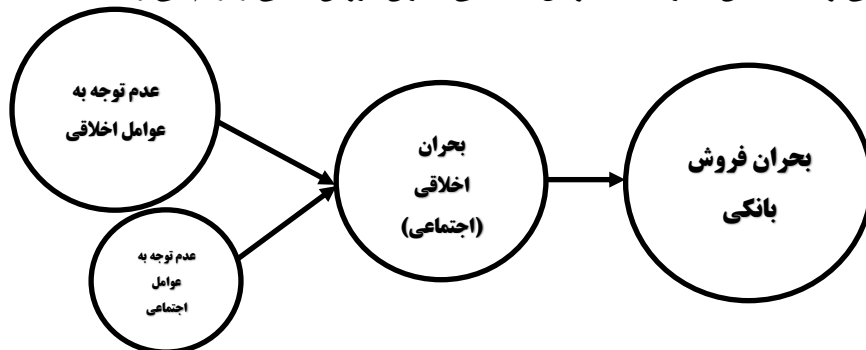 عدم توجه به
عوامل اخلاقی
عدم توجه به
عوامل
اجتماعی
بحران
اخلاقی
(اجتماعی)
بحران فروش
بانکی